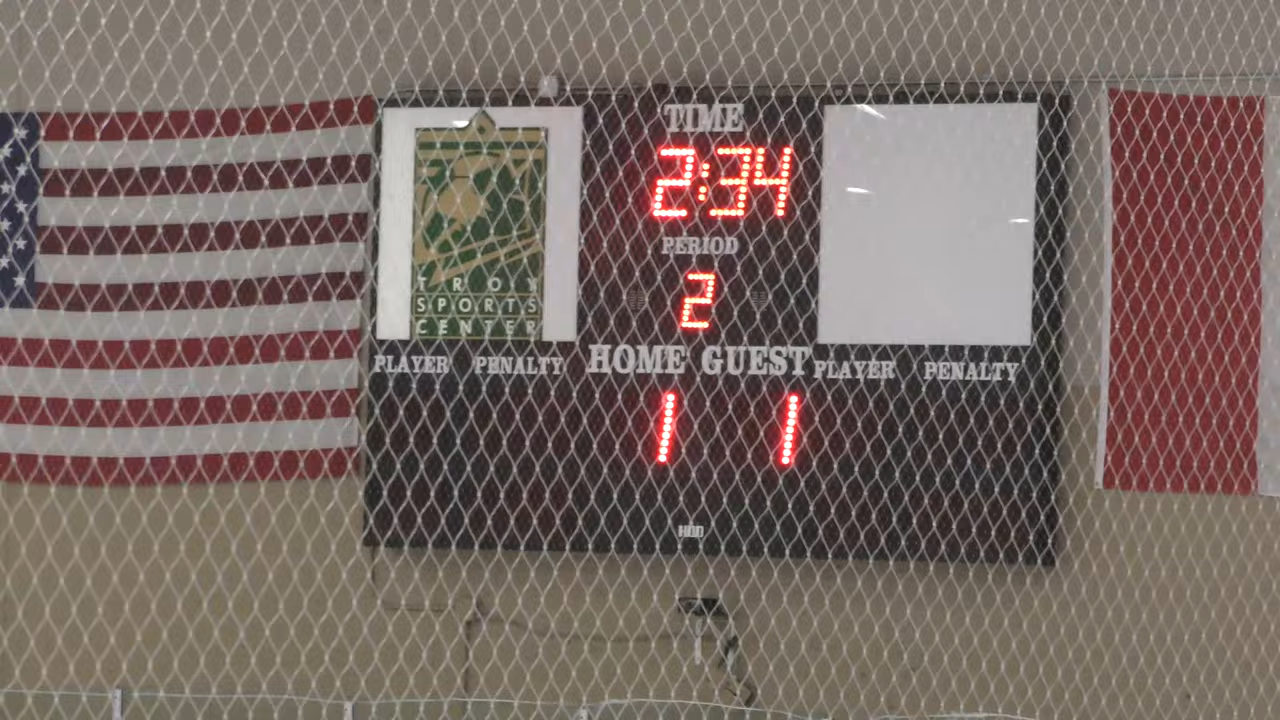 TIME
2:34
TROY
SPORTS
CENTER
PERIOD
2
PLAYER PENALTY
HOME GUEST
PLAYER PENALTY
1 1